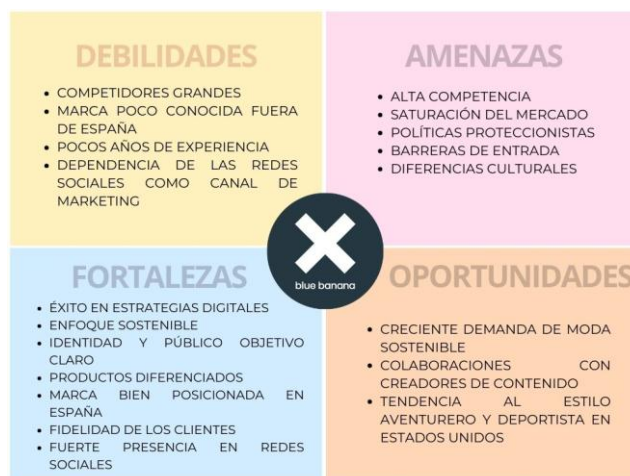 DEBILIDADES
• COMPETIDORES GRANDES
• MARCA POCO CONOCIDA FUERA
DE ESPAÑA
• POCOS AÑOS DE EXPERIENCIA
• DEPENDENCIA DE LAS REDES
SOCIALES COMO CANAL DE
MARKETING
AMENAZAS
• ALTA COMPETENCIA
• SATURACIÓN DEL MERCADO
• POLÍTICAS PROTECCIONISTAS
• BARRERAS DE ENTRADA
• DIFERENCIAS CULTURALES
blue banana
FORTALEZAS
• ÉXITO EN ESTRATEGIAS DIGITALES
• ENFOQUE SOSTENIBLE
• IDENTIDAD Y PÚBLICO OBJETIVO
CLARO
• PRODUCTOS DIFERENCIADOS
• MARCA BIEN POSICIONADA EN
ESPAÑA
• FIDELIDAD DE LOS CLIENTES
• FUERTE PRESENCIA EN REDES
SOCIALES
OPORTUNIDADES
• CRECIENTE DEMANDA DE MODA
SOSTENIBLE
• COLABORACIONES CON
CREADORES DE CONTENIDO
• TENDENCIA AL ESTILO
AVENTURERO Y DEPORTISTA EN
ESTADOS UNIDOS